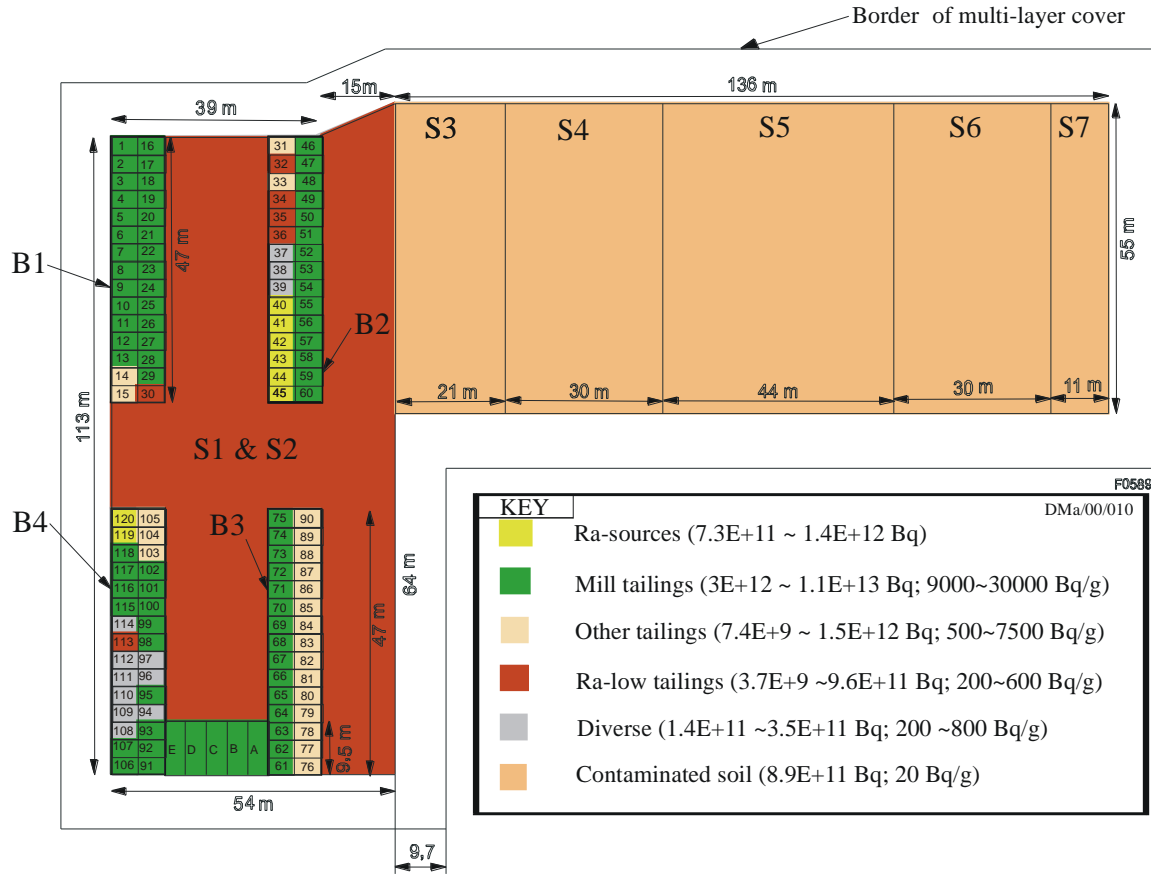 Border of multi-layer cover
15m
136 m
39 m
S3 S4 S5 S6 S7
1 16 31 46
2 17 32 47
3 18 33 48
4 19 34 49
5 20 35 50
6 21 36 51
7 22 37 52
8 23 38 53
9 24 39 54
10 25 40 55
11 26 41 56
12 27 42 57
13 28 43 58
14 29 44 59
15 30 45 60
47 m
55 m
B1
B2
113 m
21 m 30 m 44 m 30 m 11 m
S1 & S2
B4
B3
120 105 75 90
119 104 74 89
118 103 73 88
117 102 72 87
116 101 71 86
115 100 70 85
114 99 69 84
113 98 68 83
112 97 67 82
111 96 66 81
110 95 65 80
109 94 64 79
108 93 63 78
107 92 62 77
106 91 61 76
E D C B A
47 m
9,5 m
64 m
54 m
9,7
F0589
KEY
DMa/00/010
Ra-sources (7.3E+11 ~ 1.4E+12 Bq)
Mill tailings (3E+12 ~ 1.1E+13 Bq; 9000~30000 Bq/g)
Other tailings (7.4E+9 ~ 1.5E+12 Bq; 500~7500 Bq/g)
Ra-low tailings (3.7E+9 ~9.6E+11 Bq; 200~600 Bq/g)
Diverse (1.4E+11 ~3.5E+11 Bq; 200 ~800 Bq/g)
Contaminated soil (8.9E+11 Bq; 20 Bq/g)